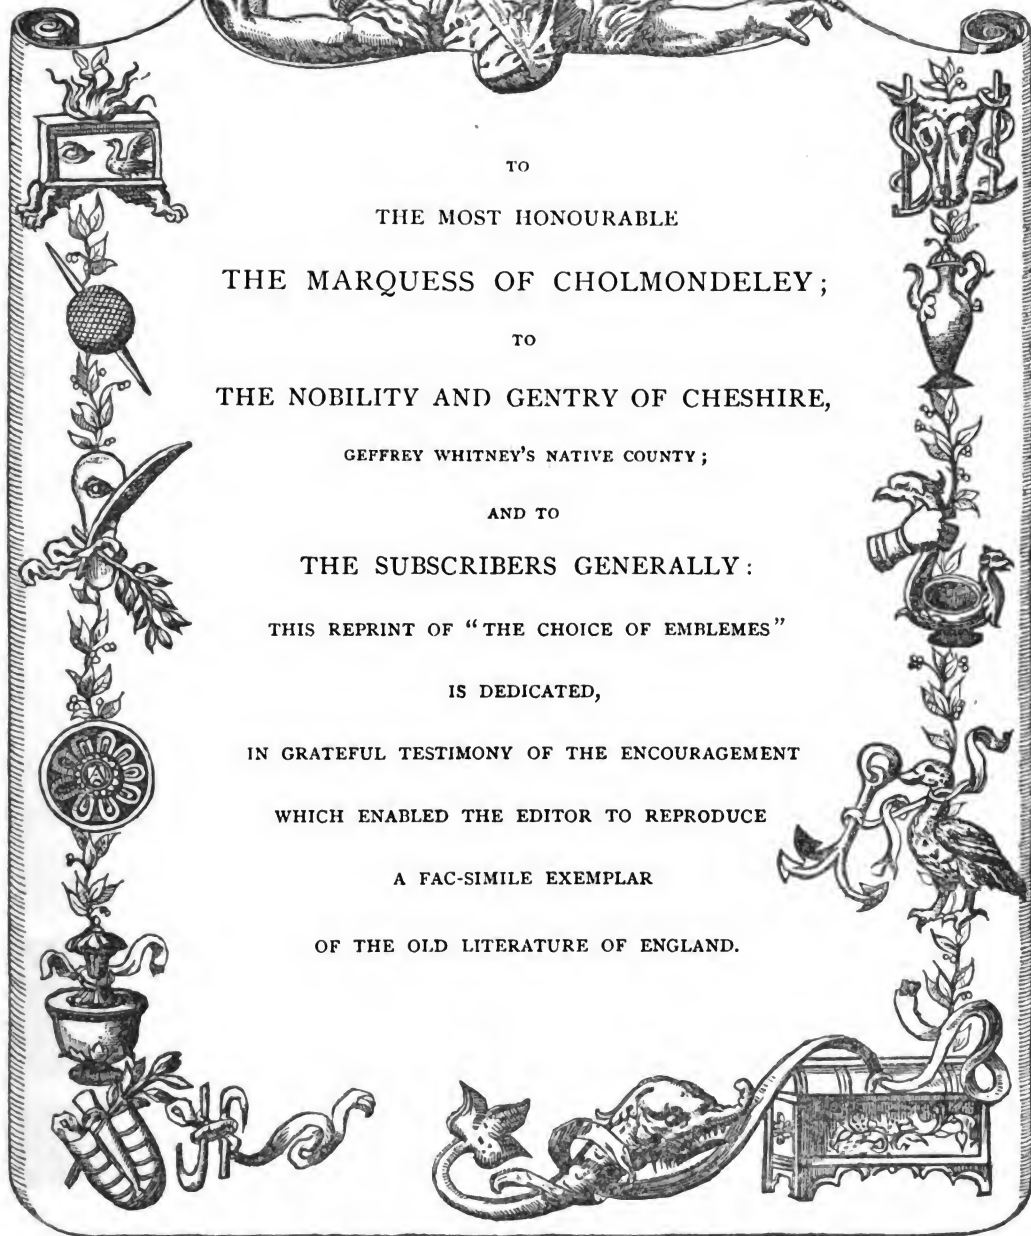 TO
THE MOST HONOURABLE
THE MARQUESS OF CHOLMONDELEY;
TO
THE NOBILITY AND GENTRY OF CHESHIRE,
GEFFREY WHITNEY'S NATIVE COUNTY;
AND TO
THE SUBSCRIBERS GENERALLY:
THIS REPRINT OF "THE CHOICE OF EMBLEMES"
IS DEDICATED,
IN GRATEFUL TESTIMONY OF THE ENCOURAGEMENT
WHICH ENABLED THE EDITOR TO REPRODUCE
A FAC-SIMILE EXEMPLAR
OF THE OLD LITERATURE OF ENGLAND.